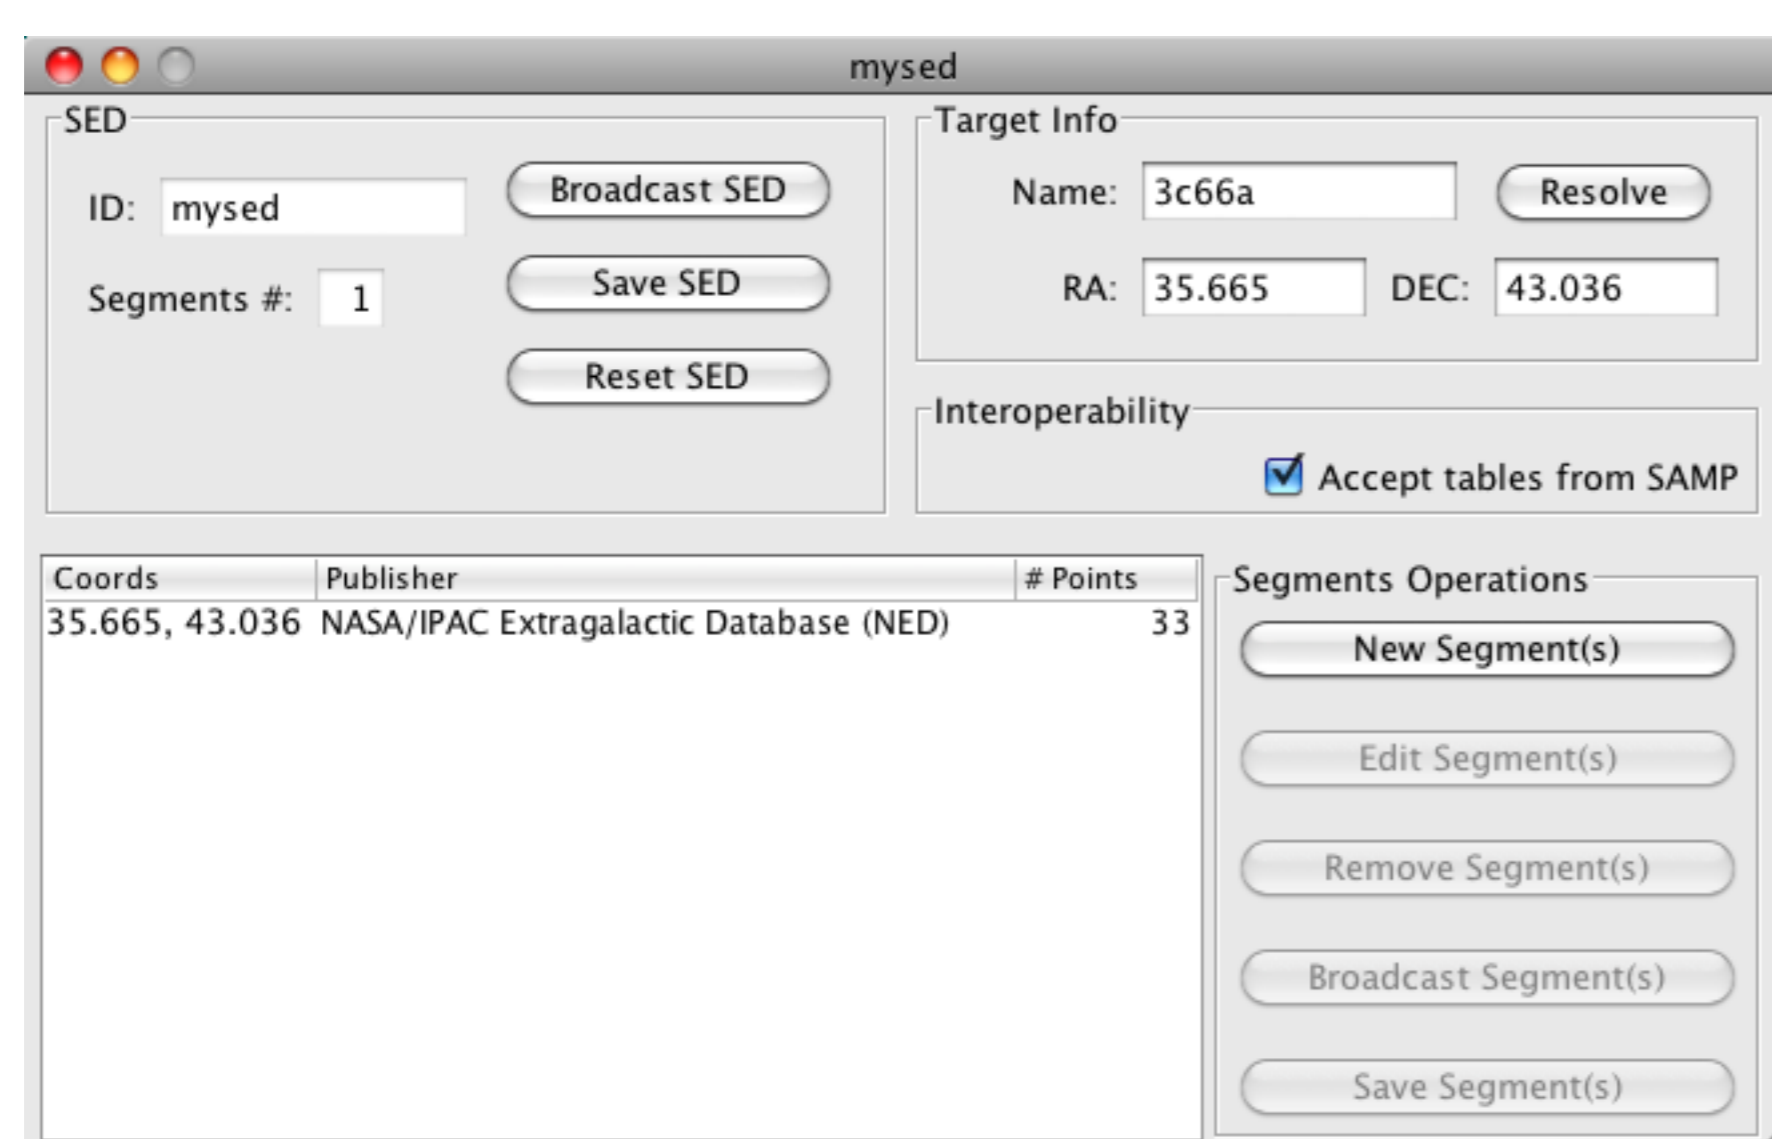 mysed
SED
ID: mysed
Broadcast SED
Segments #: 1
Save SED
Reset SED
Target Info
Name: 3c66a
Resolve
RA: 35.665 DEC: 43.036
Interoperability
Accept tables from SAMP
Coords Publisher # Points
35.665, 43.036 NASA/IPAC Extragalactic Database (NED) 33
Segments Operations
New Segment(s)
Edit Segment(s)
Remove Segment(s)
Broadcast Segment(s)
Save Segment(s)